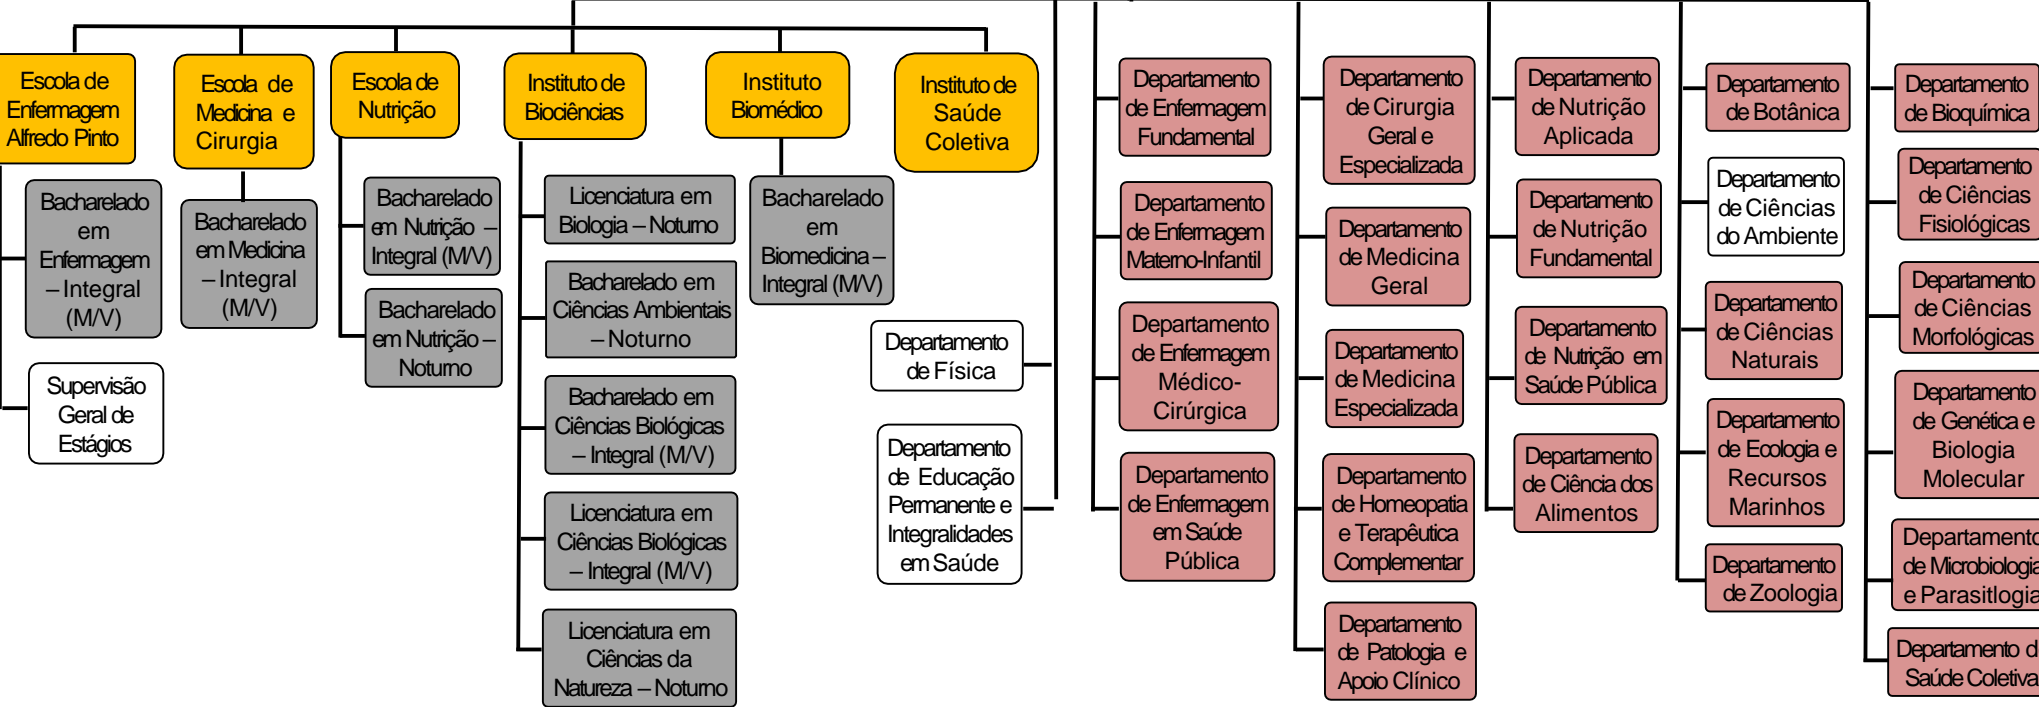 Escola de
Enfermagem
Alfredo Pinto
Escola de
Medicina e
Cirurgia
Escola de
Nutrição
Instituto de
Biociências
Instituto
Biomédico
Instituto de
Saúde
Coletiva
Bacharelado
em
Enfermagem
– Integral
(M/V)
Supervisão
Geral de
Estágios
Bacharelado
em Medicina
– Integral
(M/V)
Bacharelado
em Nutrição –
Integral (M/V)
Bacharelado
em Nutrição –
Noturno
Licenciatura em
Biologia – Noturno
Bacharelado em
Ciências Ambientais
– Noturno
Bacharelado em
Ciências Biológicas
– Integral (M/V)
Licenciatura em
Ciências Biológicas
– Integral (M/V)
Licenciatura em
Ciências da
Natureza – Noturno
Bacharelado
em
Biomedicina –
Integral (M/V)
Departamento
de Física
Departamento
de Educação
Permanente e
Integralidades
em Saúde
Departamento
de Enfermagem
Fundamental
Departamento
de Enfermagem
Materno-Infantil
Departamento
de Enfermagem
Médico-
Cirúrgica
Departamento
de Enfermagem
em Saúde
Pública
Departamento
de Cirurgia
Geral e
Especializada
Departamento
de Medicina
Geral
Departamento
de Medicina
Especializada
Departamento
de Homeopatia
e Terapêutica
Complementar
Departamento
de Patologia e
Apoio Clínico
Departamento
de Nutrição
Aplicada
Departamento
de Nutrição
Fundamental
Departamento
de Nutrição em
Saúde Pública
Departamento
de Ciência dos
Alimentos
Departamento
de Botânica
Departamento
de Ciências
do Ambiente
Departamento
de Ciências
Naturais
Departamento
de Ecologia e
Recursos
Marinhos
Departamento
de Zoologia
Departamento
de Bioquímica
Departamento
de Ciências
Fisiológicas
Departamento
de Ciências
Morfológicas
Departamento
de Genética e
Biologia
Molecular
Departamento
de Microbiologia
e Parasitlogia
Departamento d
Saúde Coletiva